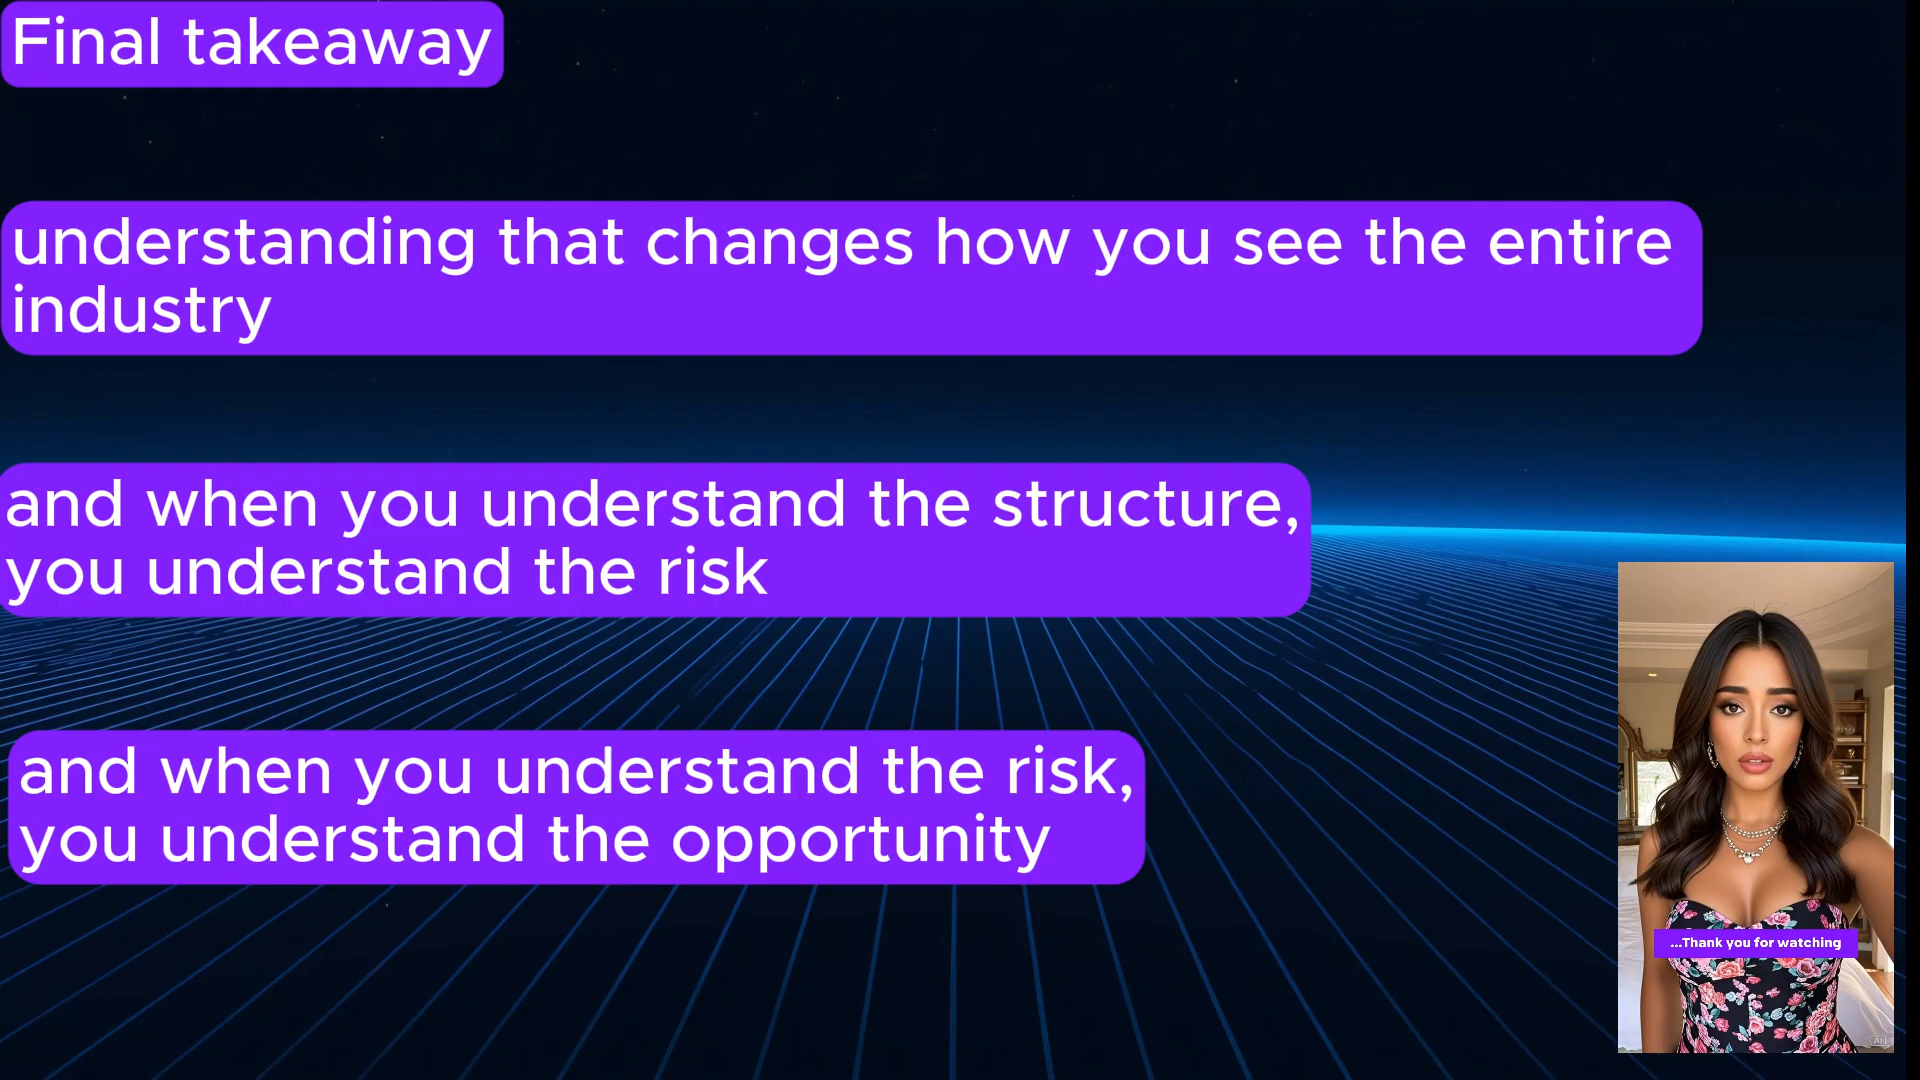 Final takeaway
understanding that changes how you see the entire
industry
and when you understand the structure,
you understand the risk
and when you understand the risk,
you understand the opportunity
...Thank you for watching
AI